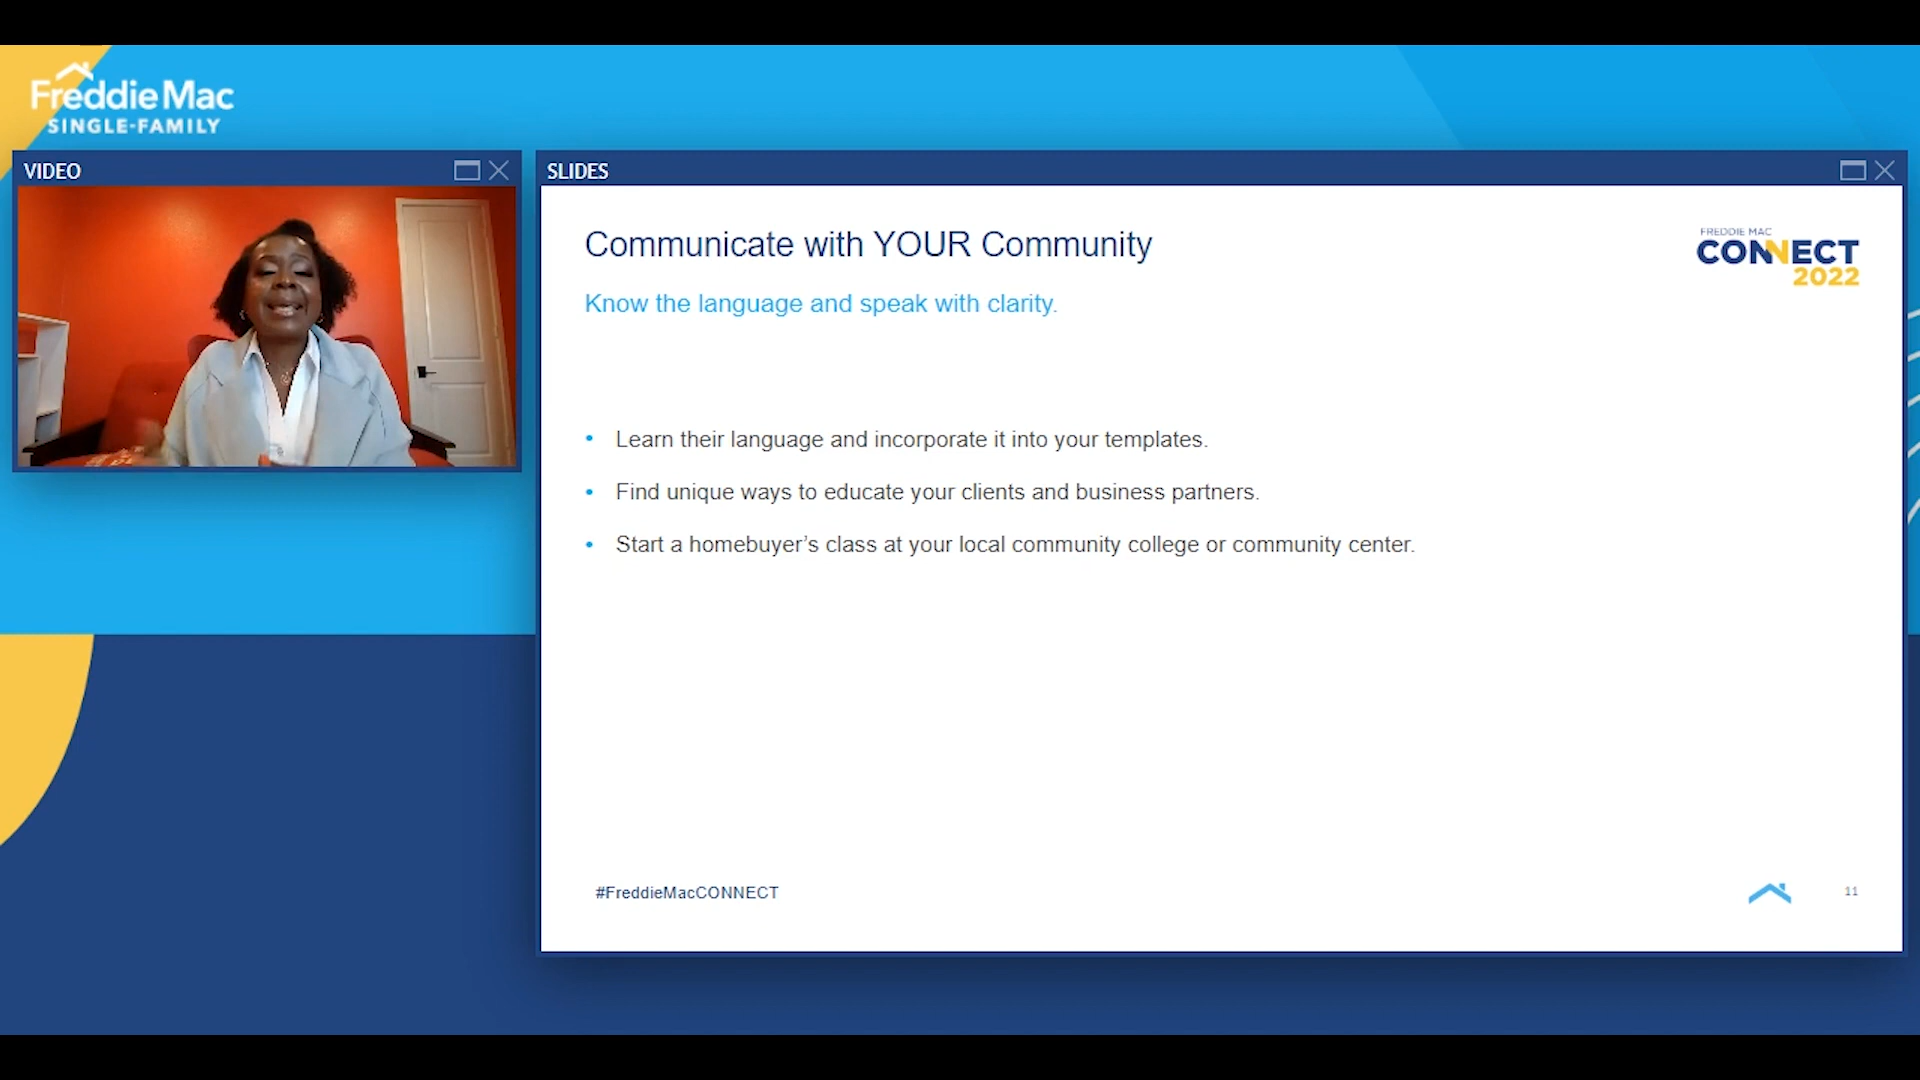 Freddie Mac
SINGLE-FAMILY
VIDEO
SLIDES
Communicate with YOUR Community
FREDDIE MAC
CONNECT
2022
Know the language and speak with clarity.
• Learn their language and incorporate it into your templates.
• Find unique ways to educate your clients and business partners.
• Start a homebuyer’s class at your local community college or community center.
#FreddieMacCONNECT
11